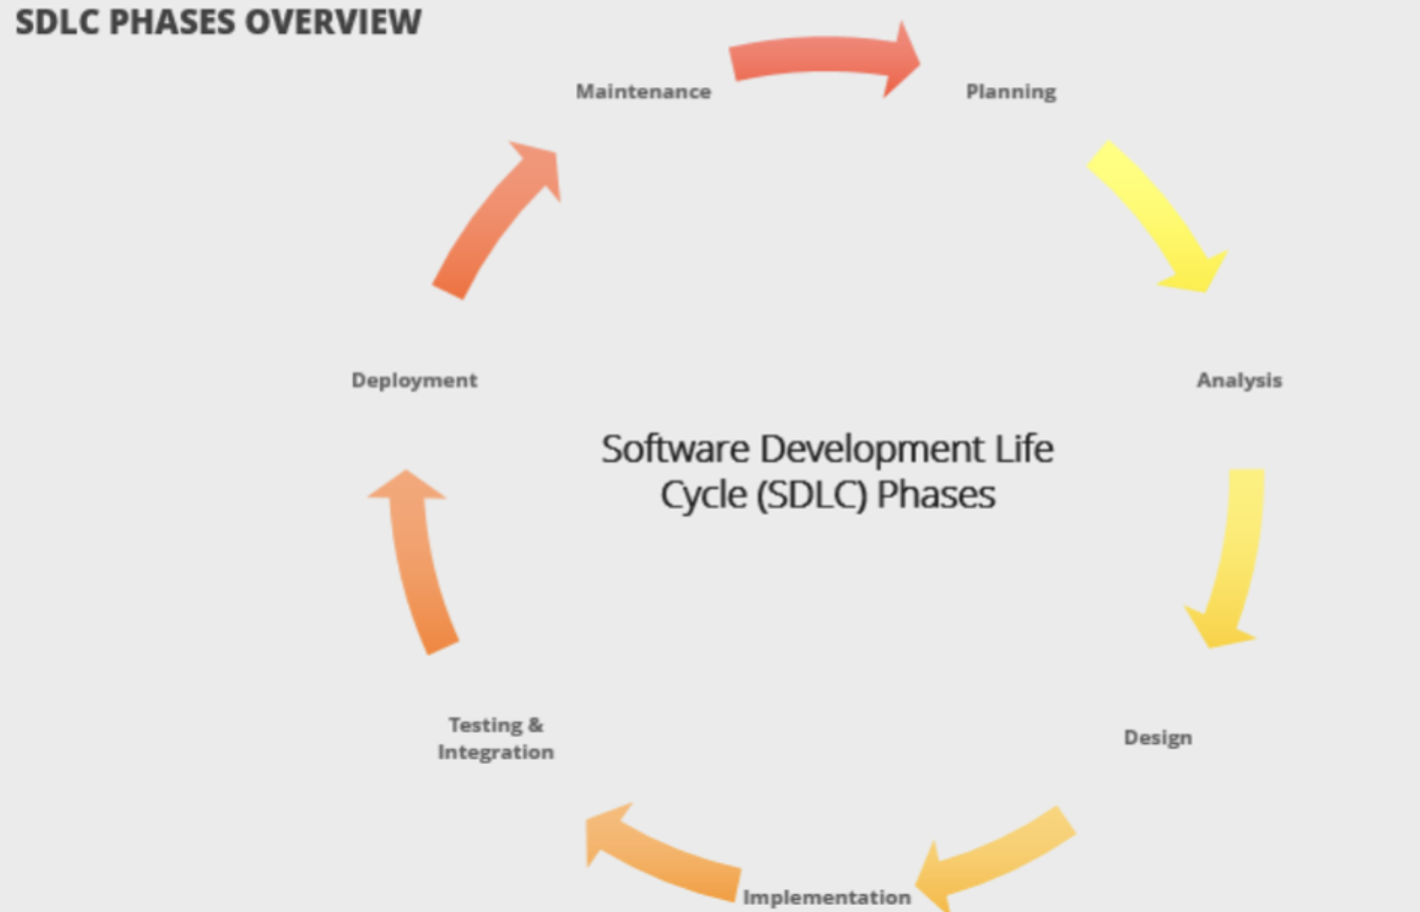 SDLC PHASES OVERVIEW
Maintenance
Planning
Deployment
Analysis
Software Development Life
Cycle (SDLC) Phases
Testing &
Integration
Design
Implementation